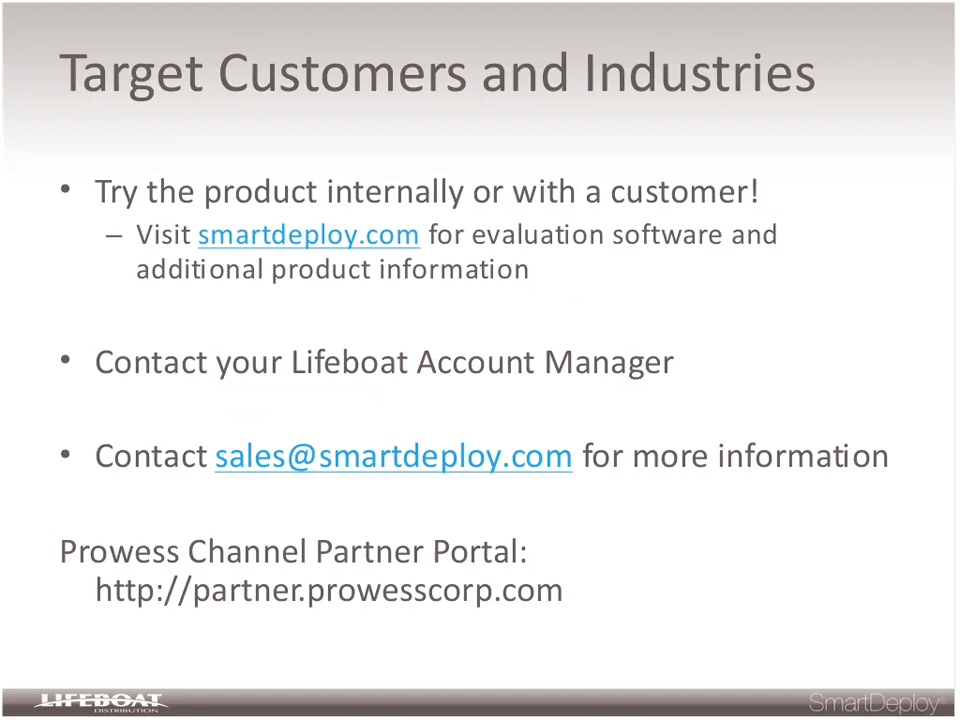 Target Customers and Industries
• Try the product internally or with a customer!
– Visit smartdeploy.com for evaluation software and
additional product information
• Contact your Lifeboat Account Manager
• Contact sales@smartdeploy.com for more information
Prowess Channel Partner Portal:
http://partner.prowesscorp.com
LIFEBOAT
DISTRIBUTION
SmartDeploy®